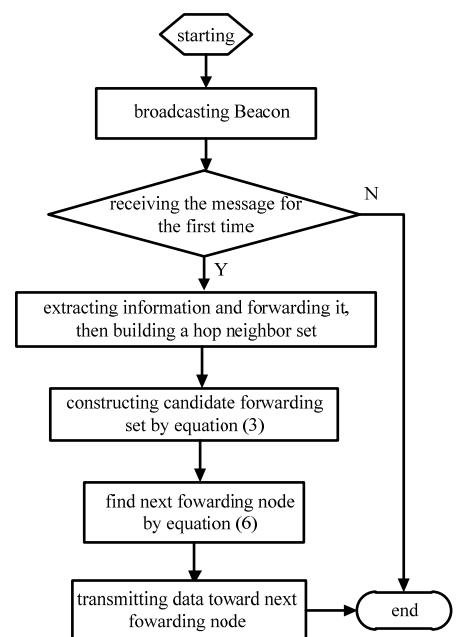 starting
broadcasting Beacon
receiving the message for
the first time
N
Y
extracting information and forwarding it,
then building a hop neighbor set
constructing candidate forwarding
set by equation (3)
find next fowarding node
by equation (6)
transmitting data toward next
fowarding node
end